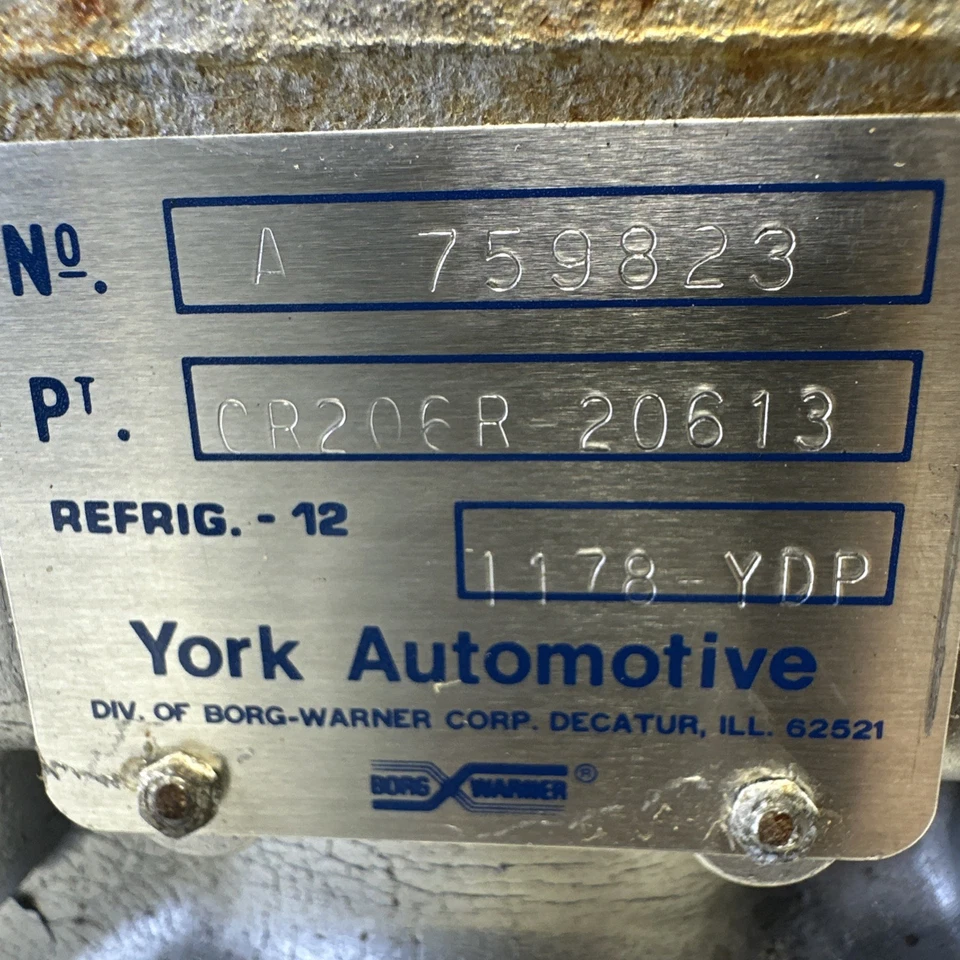 No. A 759823
PT. CR206R-20613
REFRIG. - 12
1178-YDP
York Automotive
DIV. OF BORG-WARNER CORP. DECATUR, ILL. 62521
BORG WARNER ®